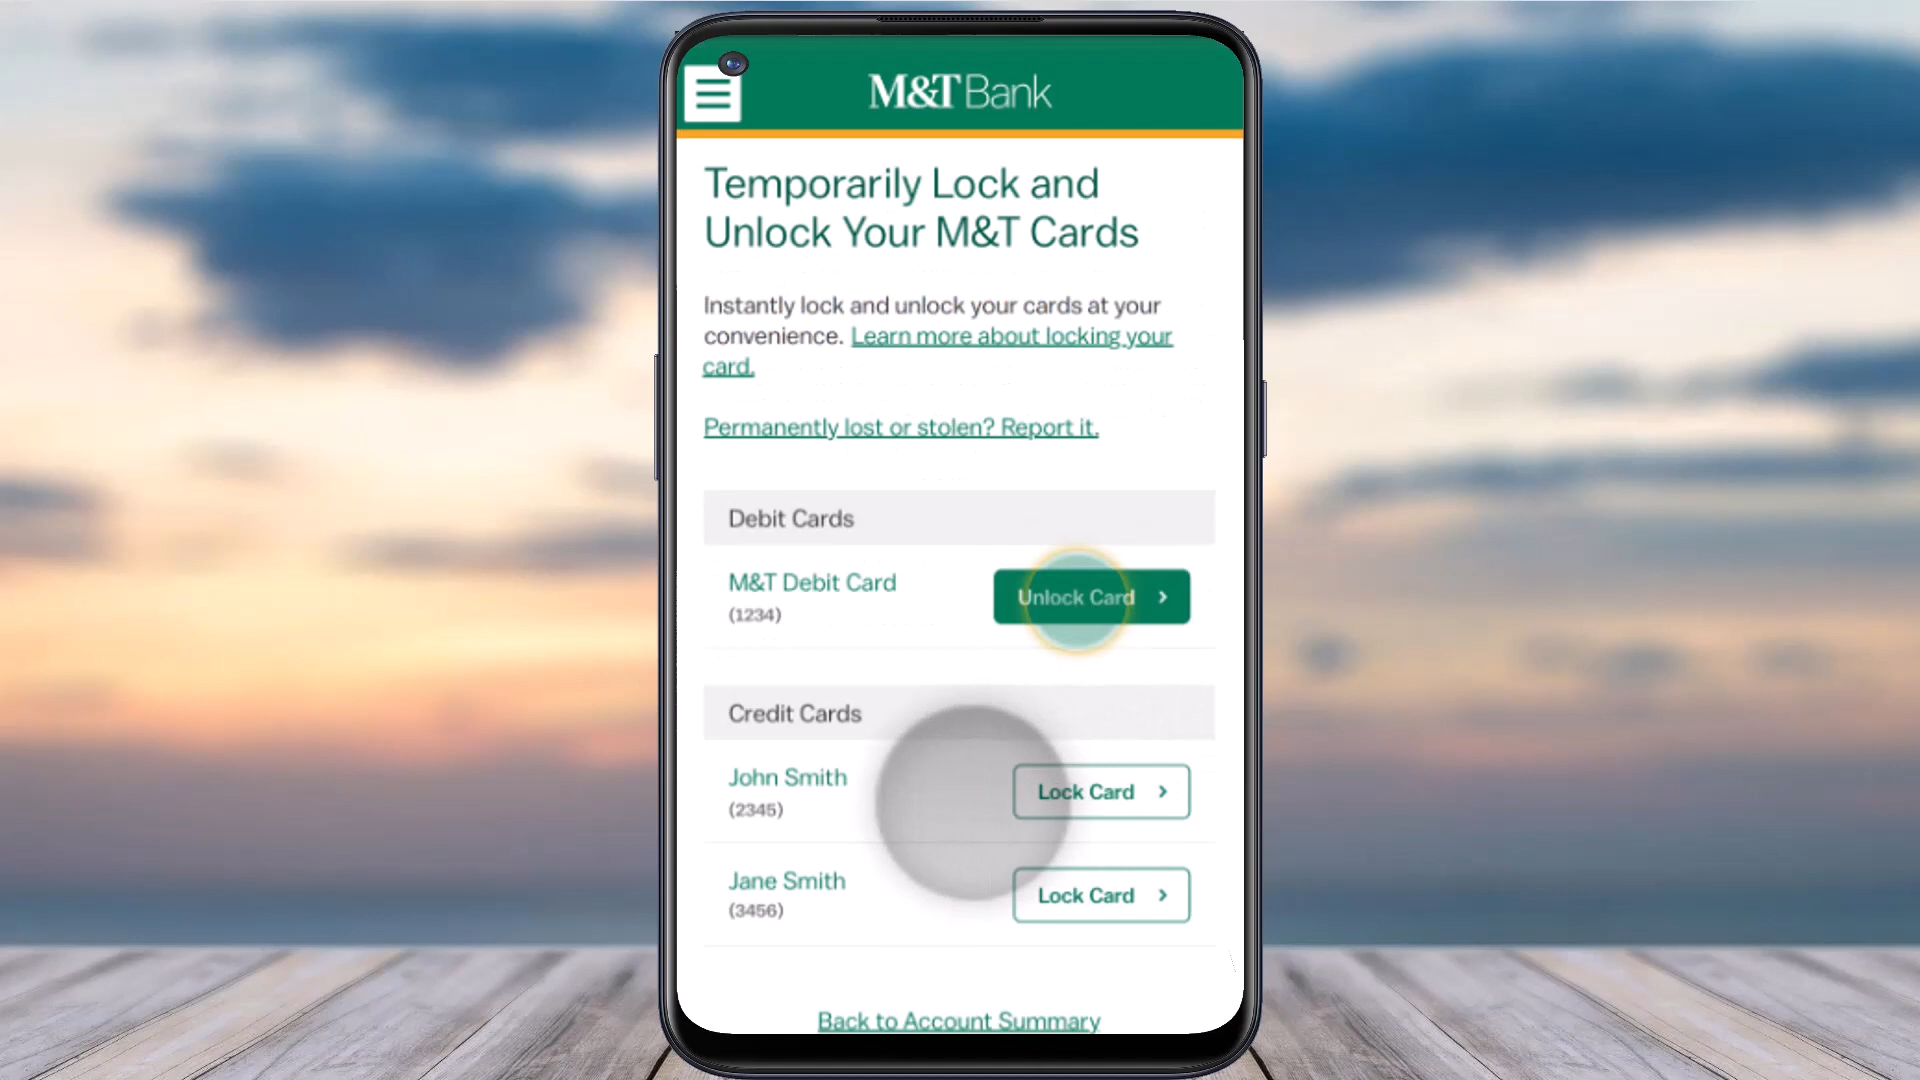 M&T Bank
Temporarily Lock and
Unlock Your M&T Cards
Instantly lock and unlock your cards at your
convenience. Learn more about locking your
card.
Permanently lost or stolen? Report it.
Debit Cards
M&T Debit Card
Unlock Card
(1234)
Credit Cards
John Smith
Lock Card
(2345)
Jane Smith
Lock Card
(3456)
Back to Account Summary